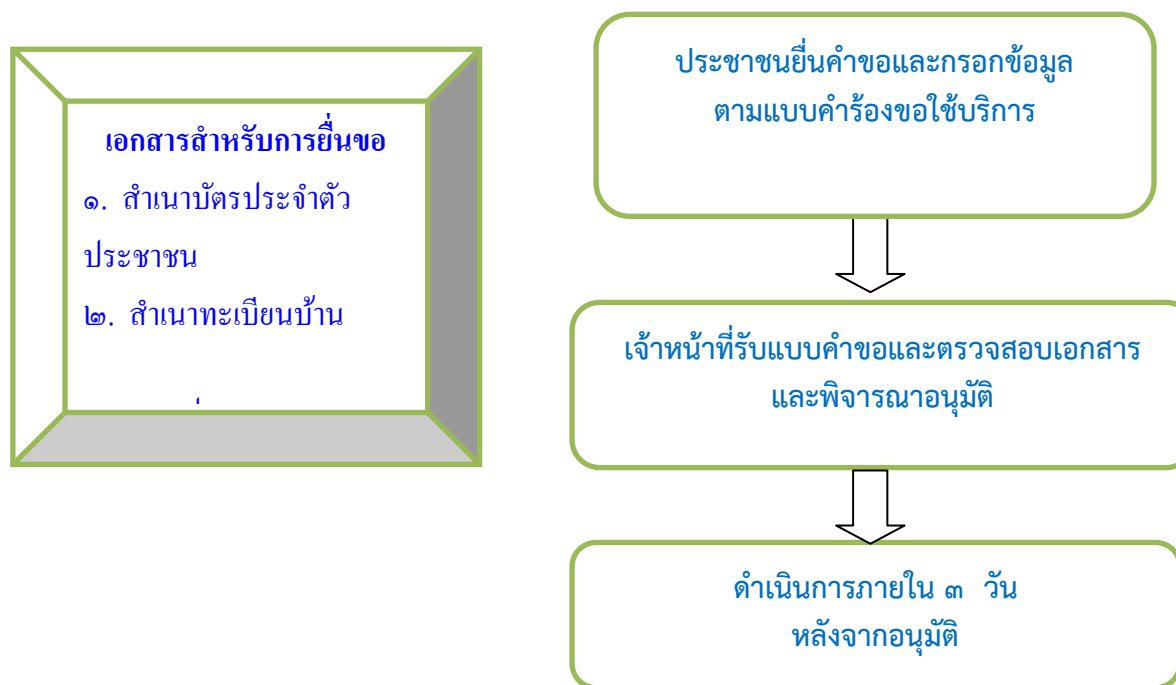 เอกสารสำหรับการยื่นขอ
๑. สำเนาบัตรประจำตัว
ประชาชน
๒. สำเนาทะเบียนบ้าน
ประชาชนยื่นคำขอและกรอกข้อมูล
ตามแบบคำร้องขอใช้บริการ
เจ้าหน้าที่รับแบบคำขอและตรวจสอบเอกสาร
และพิจารณาอนุมัติ
ดำเนินการภายใน ๓ วัน
หลังจากอนุมัติ